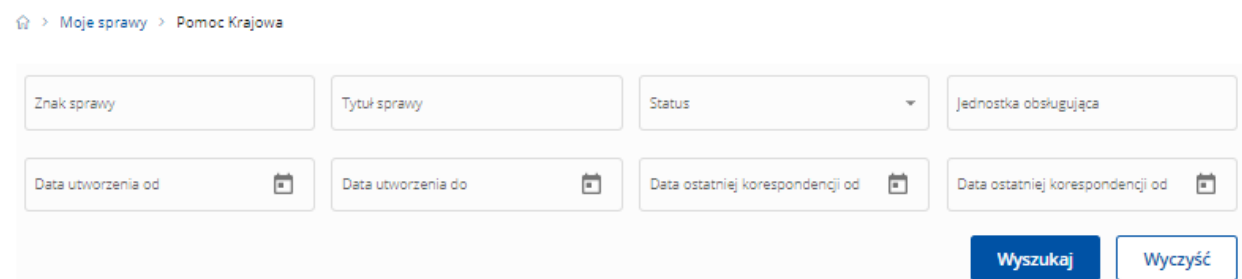 Moje sprawy > Pomoc Krajowa
Znak sprawy Tytuł sprawy Status Jednostka obsługująca
Data utworzenia od Data utworzenia do Data ostatniej korespondencji od Data ostatniej korespondencji od
Wyszukaj Wyczyść